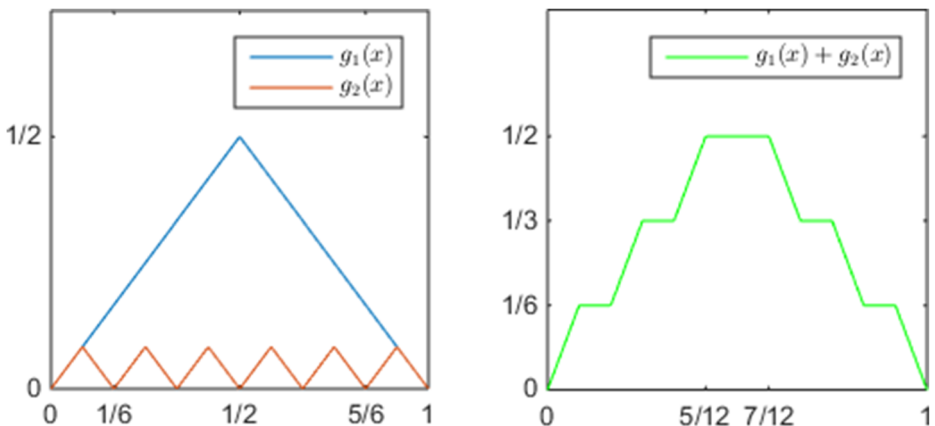 g₁(x)
g₂(x)
1/2
0
0 1/6 1/2 5/6 1
g₁(x) + g₂(x)
1/2
1/3
1/6
0
0 5/12 7/12 1